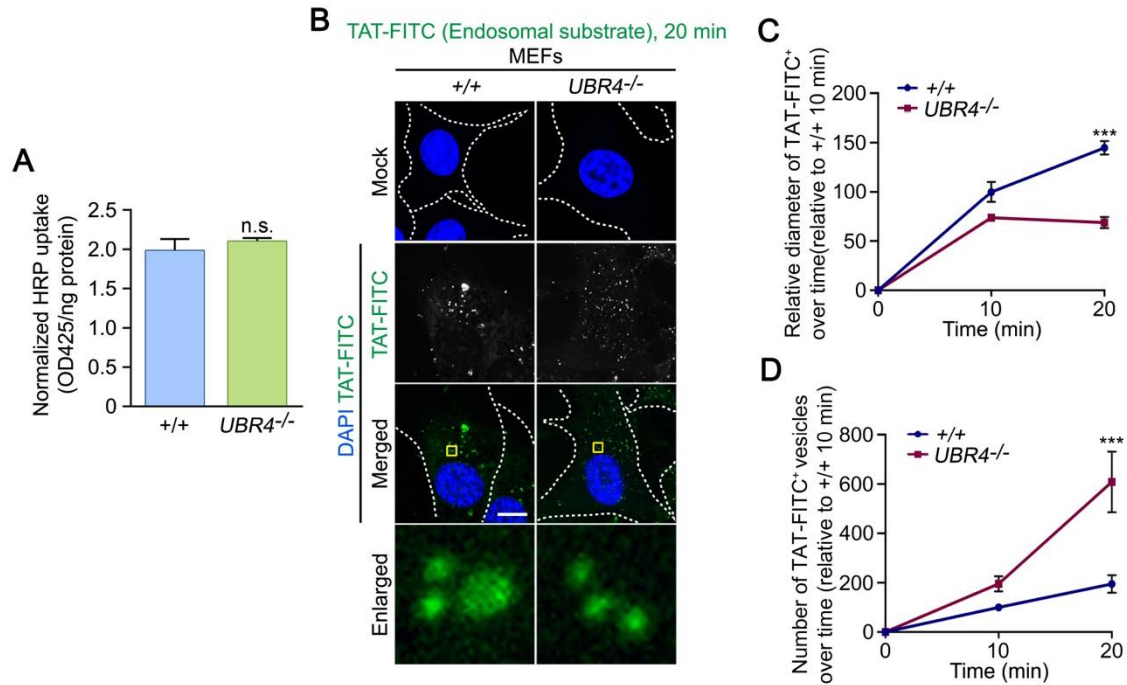 A
Normalized HRP uptake
(OD425/ng protein)
2.5
2.0
1.5
1.0
0.5
0
n.s.
+/+
UBR4-/-
B
TAT-FITC (Endosomal substrate), 20 min
MEFs
+/+
UBR4-/-
Mock
TAT-FITC
DAPI TAT-FITC
Merged
Enlarged
C
Relative diameter of TAT-FITC+
over time(relative to +/+ 10 min)
200
150
100
50
0
+/+
UBR4-/-
***
0
10
20
Time (min)
D
Number of TAT-FITC+ vesicles
over time (relative to +/+ 10 min)
800
600
400
200
0
+/+
UBR4-/-
***
0
10
20
Time (min)